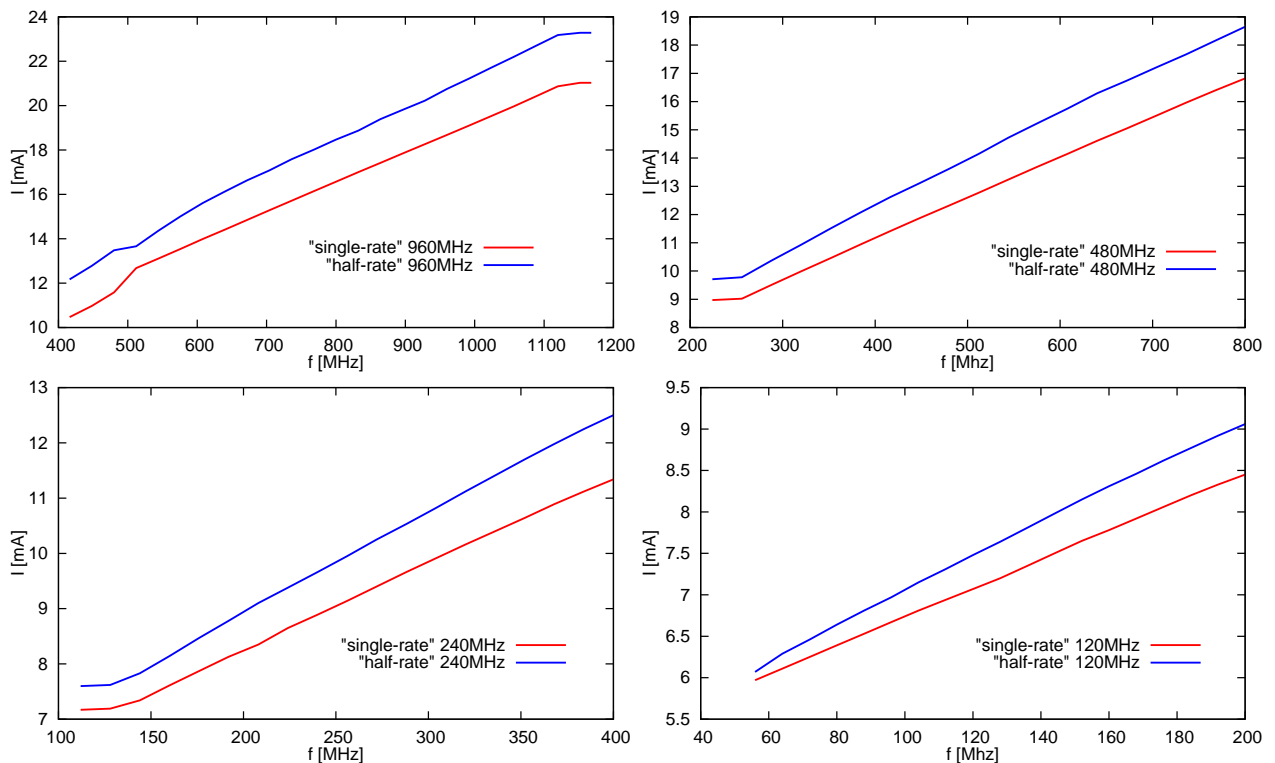 24
22
20
18
16
14
12
10
I [mA]
"single-rate" 960MHz
"half-rate" 960MHz
400 500 600 700 800 900 1000 1100 1200
f [MHz]
19
18
17
16
15
14
13
12
11
10
9
8
I [mA]
"single-rate" 480MHz
"half-rate" 480MHz
200 300 400 500 600 700 800
f [Mhz]
13
12
11
10
9
8
7
I [mA]
"single-rate" 240MHz
"half-rate" 240MHz
100 150 200 250 300 350 400
f [MHz]
9.5
9
8.5
8
7.5
7
6.5
6
5.5
I [mA]
"single-rate" 120MHz
"half-rate" 120MHz
40 60 80 100 120 140 160 180 200
f [Mhz]